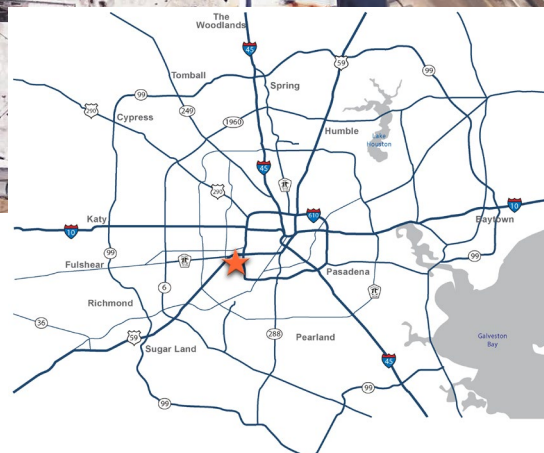 The
Woodlands
45
59
Tomball
99
Spring
99
249
290
Cypress
1960
Humble
Lake
Houston
45
290
610
Katy
10
10
Baytown
99
Fulshear
99
Pasadena
6
Richmond
36
288
Pearland
59
Sugar Land
Galveston
Bay
45
99
99